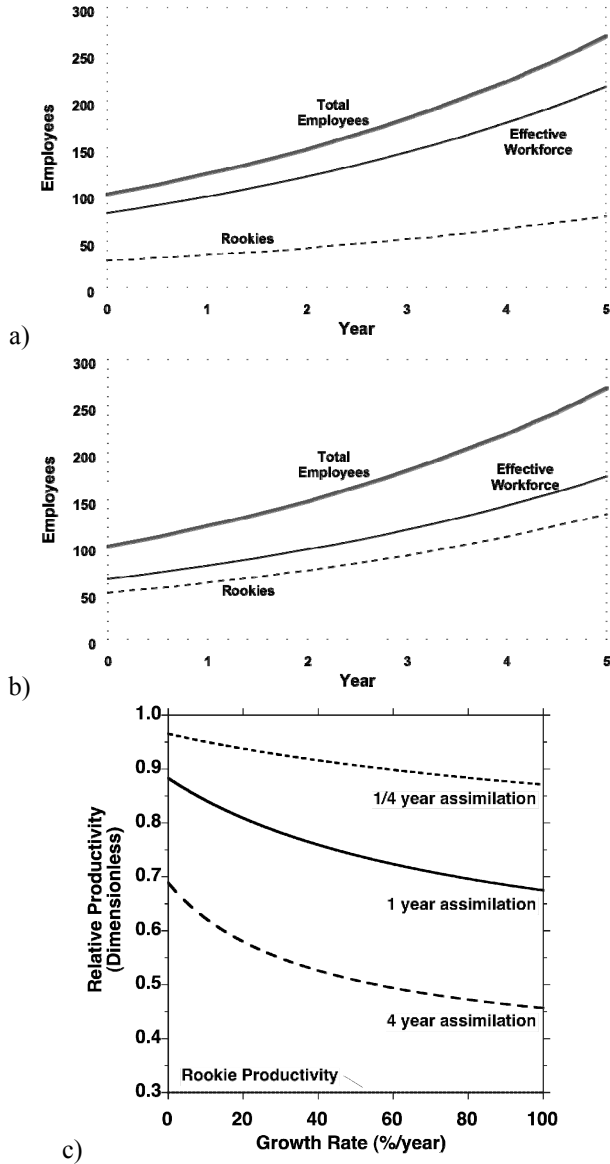 300
250
200
150
100
50
0
Employees
Total
Employees
Effective
Workforce
Rookies
0 1 2 3 4 5
Year
a)
300
250
200
150
100
50
0
Employees
Total
Employees
Effective
Workforce
Rookies
0 1 2 3 4 5
Year
b)
1.0
0.9
0.8
0.7
0.6
0.5
0.4
0.3
Relative Productivity
(Dimensionless)
1/4 year assimilation
1 year assimilation
4 year assimilation
Rookie Productivity
0 20 40 60 80 100
Growth Rate (%/year)
c)